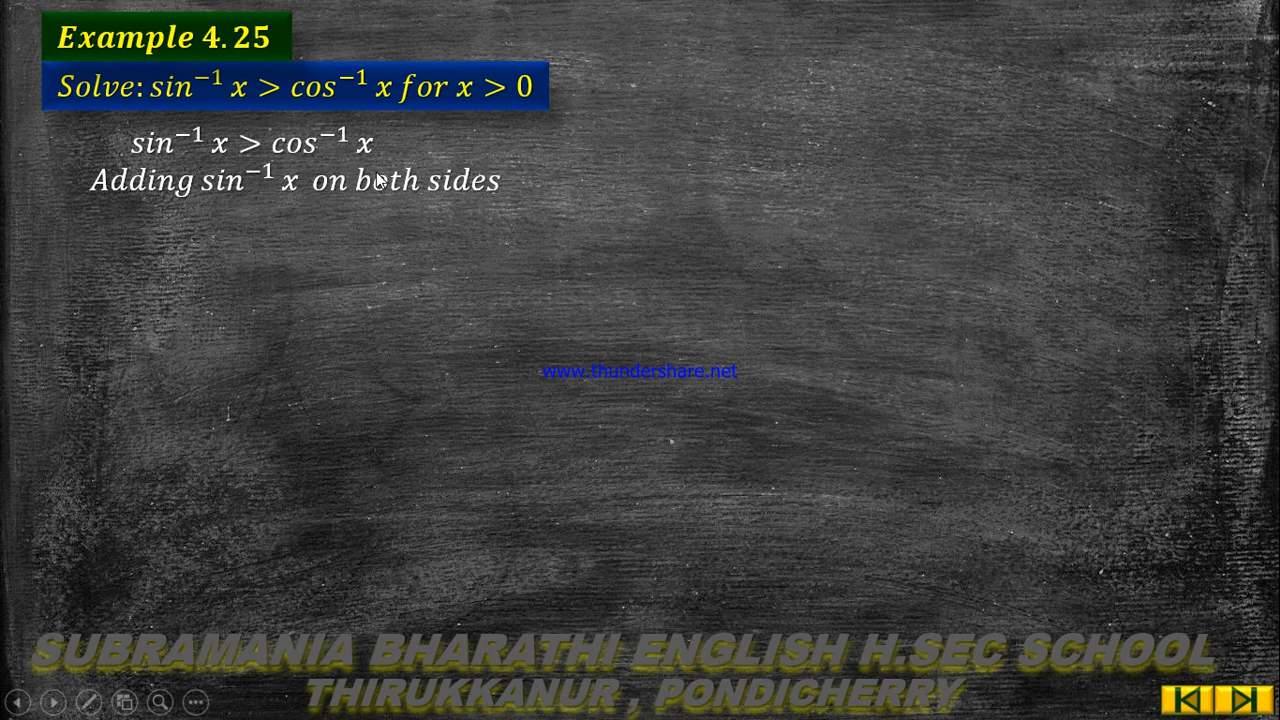 Example 4.25
Solve: sin⁻¹ x > cos⁻¹ x for x > 0
sin⁻¹ x > cos⁻¹ x
Adding sin⁻¹ x on both sides
www.thundershare.net
SUBRAMANIA BHARATHI ENGLISH H.SEC SCHOOL
THIRUKKANUR , PONDICHERRY